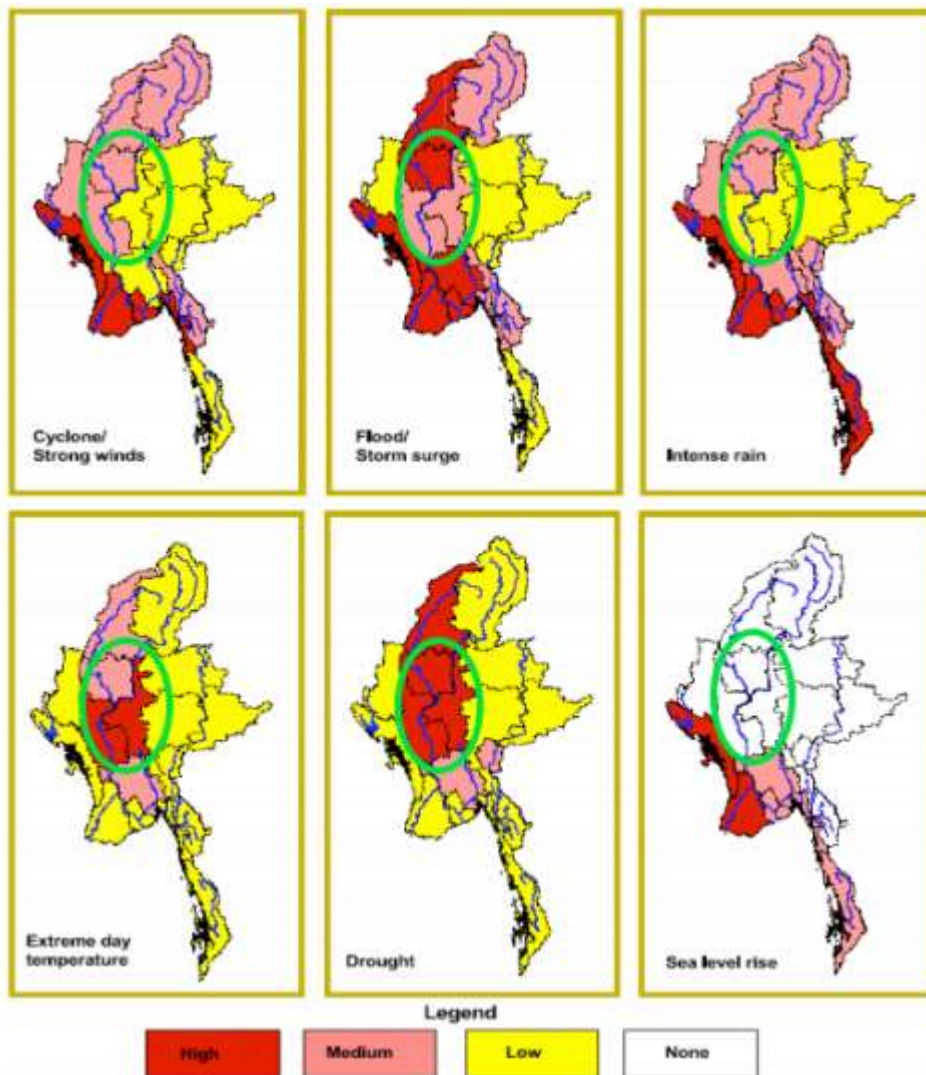 Cyclone/
Strong winds
Flood/
Storm surge
Intense rain
Extreme day
temperature
Drought
Sea level rise
Legend
High
Medium
Low
None